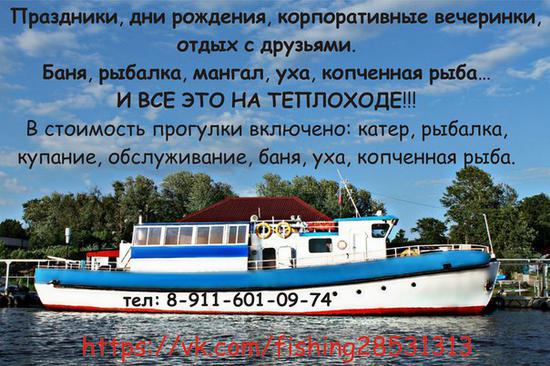 Праздники, дни рождения, корпоративные вечеринки,
отдых с друзьями.
Баня, рыбалка, мангал, уха, копченная рыба...
И ВСЕ ЭТО НА ТЕПЛОХОДЕ!!!
В стоимость прогулки включено: катер, рыбалка,
купание, обслуживание, баня, уха, копченная рыба.
тел: 8-911-601-09-74*
https://vk.com/fishing28531313